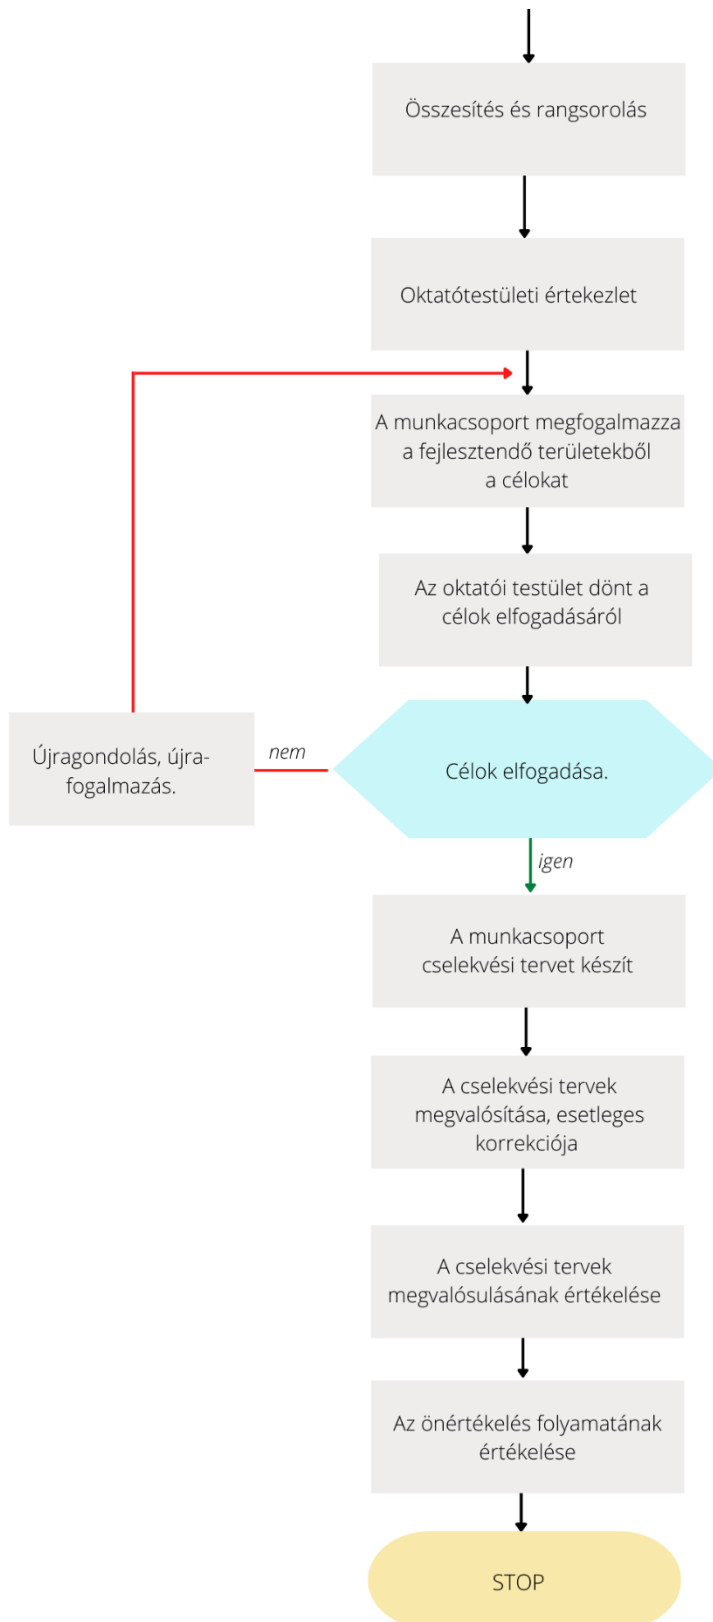 Összesítés és rangsorolás
Oktatótestületi értekezlet
A munkacsoport megfogalmazza
a fejlesztendő területekből
a célokat
Az oktatói testület dönt a
célok elfogadásáról
Újragondolás, újra-
fogalmazás.
nem
Célok elfogadása.
igen
A munkacsoport
cselekvési tervet készít
A cselekvési tervek
megvalósítása, esetleges
korrekciója
A cselekvési tervek
megvalósulásának értékelése
Az önértékelés folyamatának
értékelése
STOP